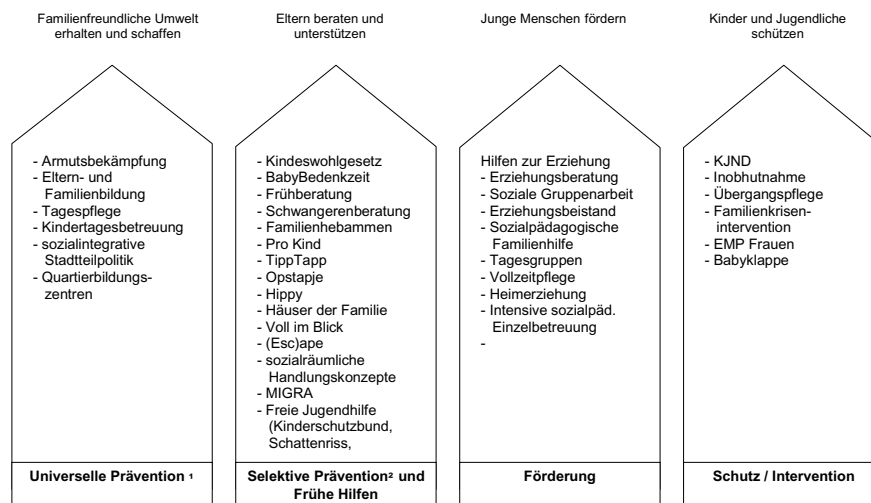 Familienfreundliche Umwelt
erhalten und schaffen
Eltern beraten und
unterstützen
Junge Menschen fördern
Kinder und Jugendliche
schützen
- Armutsbekämpfung
- Eltern- und
Familienbildung
- Tagespflege
- Kindertagesbetreuung
- sozialintegrative
Stadtteilpolitik
- Quartierbildungs-
zentren
- Kindeswohlgesetz
- BabyBedenkzeit
- Frühberatung
- Schwangerenberatung
- Familienhebammen
- Pro Kind
- TippTapp
- Opstapje
- Hippy
- Häuser der Familie
- Voll im Blick
- (Esc)ape
- sozialräumliche
Handlungskonzepte
- MIGRA
- Freie Jugendhilfe
(Kinderschutzbund,
Schattenriss,
Hilfen zur Erziehung
- Erziehungsberatung
- Soziale Gruppenarbeit
- Erziehungsbeistand
- Sozialpädagogische
Familienhilfe
- Tagesgruppen
- Vollzeitpflege
- Heimerziehung
- Intensive sozialpäd.
Einzelbetreuung
-
- KJND
- Inobhutnahme
- Übergangspflege
- Familienkrisen-
intervention
- EMP Frauen
- Babyklappe
Universelle Prävention ¹
Selektive Prävention² und
Frühe Hilfen
Förderung
Schutz / Intervention